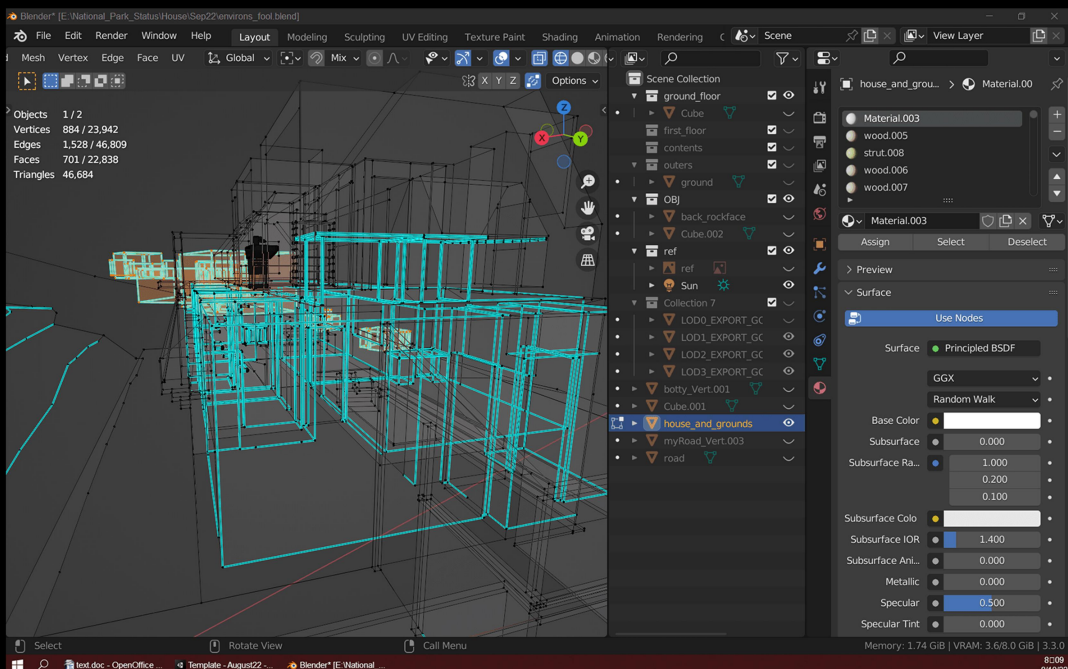 Blender* [E:\National_Park_Status\House\Sep22\environs_fool.blend]
File Edit Render Window Help Layout Modeling Sculpting UV Editing Texture Paint Shading Animation Rendering Scene View Layer
Mesh Vertex Edge Face UV Global Mix
X Y Z Options
Objects 1 / 2
Vertices 884 / 23,942
Edges 1,528 / 46,809
Faces 701 / 22,838
Triangles 46,684
Z
X Y
Scene Collection
ground_floor
Cube
first_floor
contents
outers
ground
OBJ
back_rockface
Cube.002
ref
ref
Sun
Collection 7
LOD0_EXPORT_GC
LOD1_EXPORT_GC
LOD2_EXPORT_GC
LOD3_EXPORT_GC
botty_Vert.001
Cube.001
house_and_grounds
myRoad_Vert.003
road
house_and_grou... Material.00
Material.003
wood.005
strut.008
wood.006
wood.007
Material.003
Assign Select Deselect
Preview
Surface
Use Nodes
Surface Principled BSDF
GGX
Random Walk
Base Color
Subsurface 0.000
Subsurface Ra... 1.000
0.200
0.100
Subsurface Colo
Subsurface IOR 1.400
Subsurface Ani... 0.000
Metallic 0.000
Specular 0.500
Specular Tint 0.000
Select Rotate View Call Menu Memory: 1.74 GiB | VRAM: 3.6/8.0 GiB | 3.3.0
text.doc - OpenOffice ... Template - August22 -... Blender* [E:\National_...